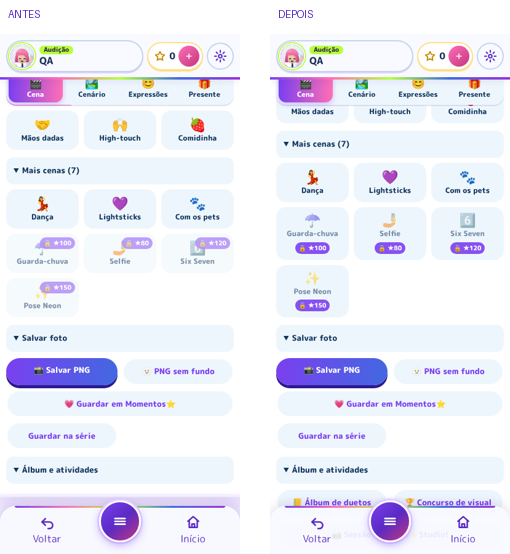 ANTES
Audição
QA
0 +
Cena Cenário Expressões Presente
Mãos dadas High-touch Comidinha
▼ Mais cenas (7)
Dança Lightsticks Com os pets
★100 ★80 ★120
Guarda-chuva Selfie Six Seven
★150
Pose Neon
▼ Salvar foto
Salvar PNG PNG sem fundo
Guardar em Momentos
Guardar na série
▼ Álbum e atividades
Voltar Início
DEPOIS
Audição
QA
0 +
Cena Cenário Expressões Presente
Mãos dadas High-touch Comidinha
▼ Mais cenas (7)
Dança Lightsticks Com os pets
6
Guarda-chuva Selfie Six Seven
★100 ★80 ★120
Pose Neon
★150
▼ Salvar foto
Salvar PNG PNG sem fundo
Guardar em Momentos
Guardar na série
▼ Álbum e atividades
Álbum de duetos Concurso de visual
Voltar Início